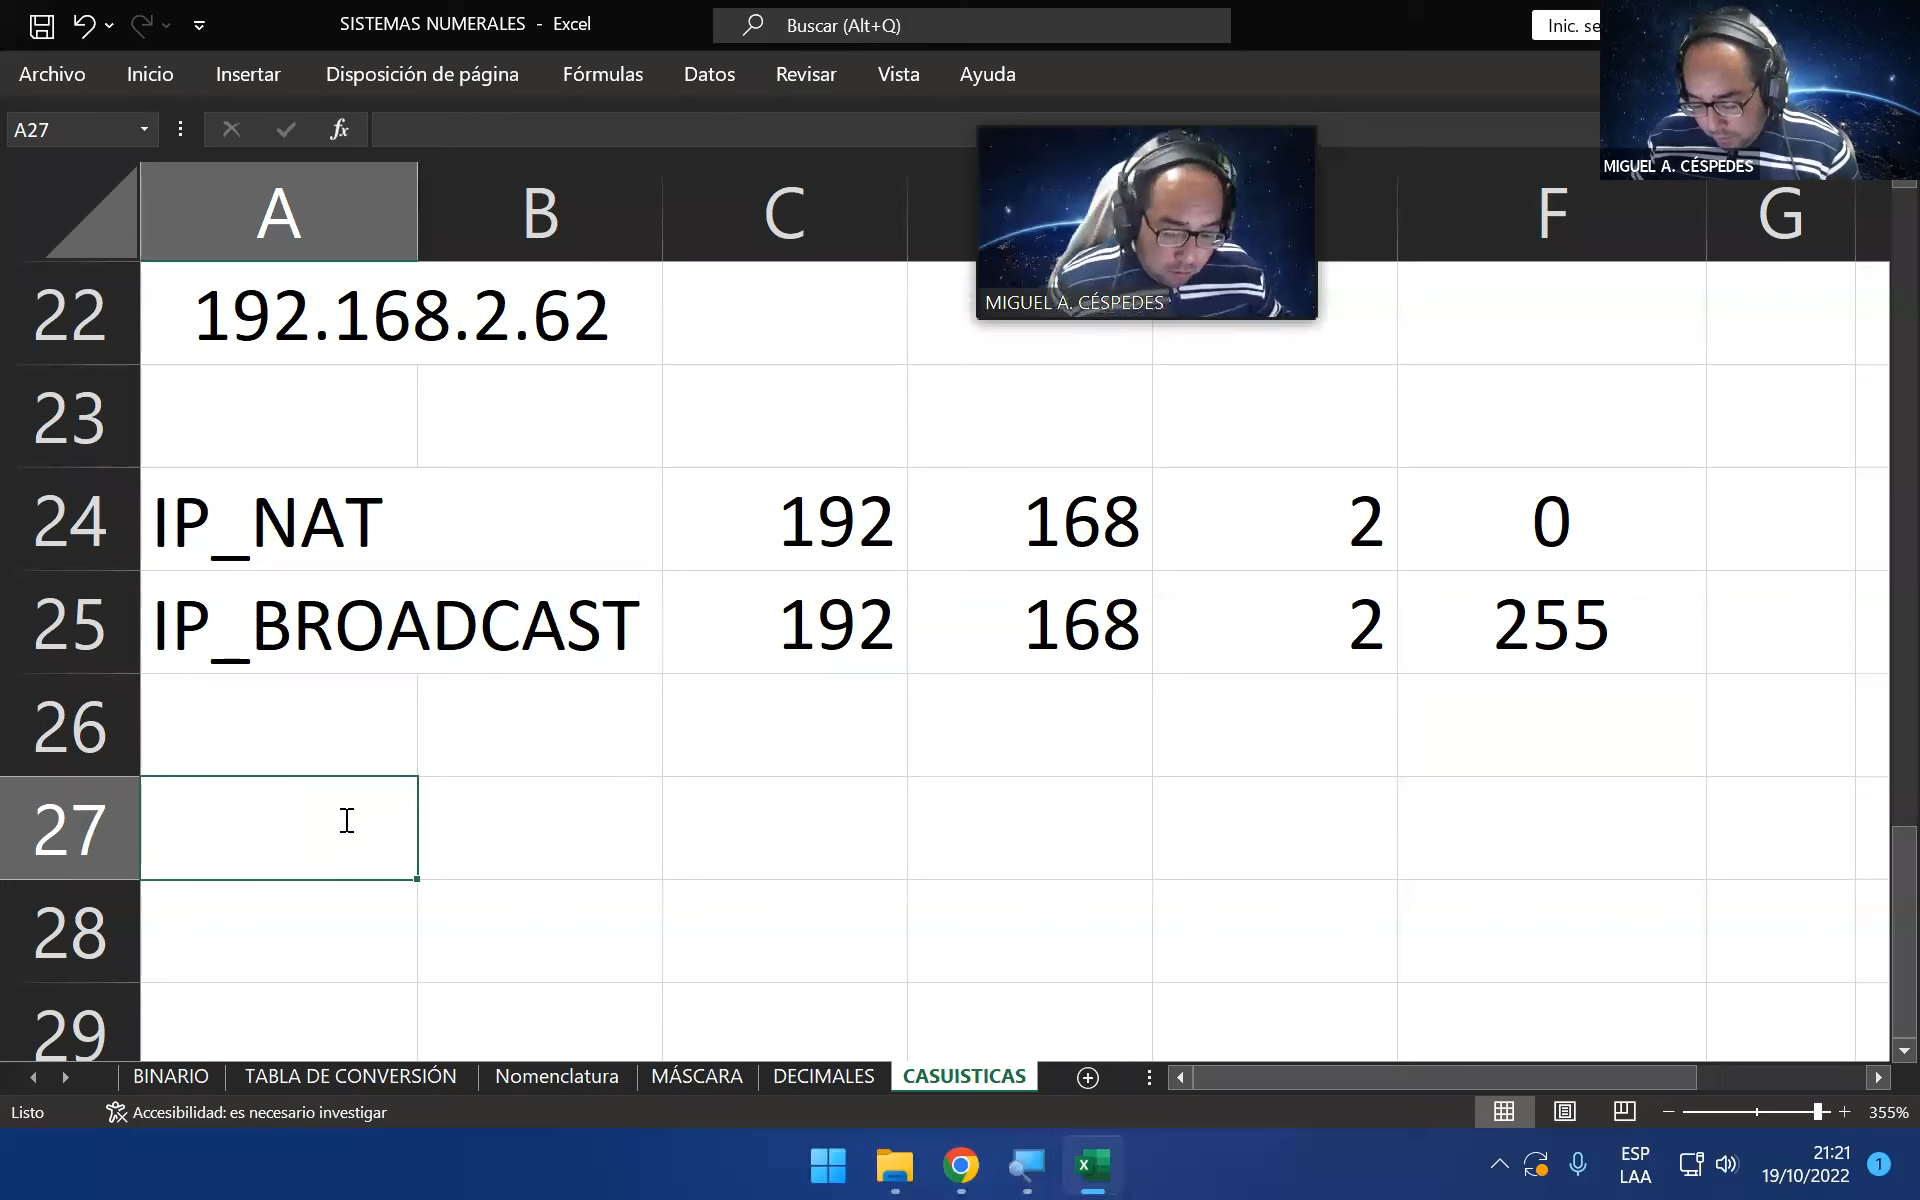 SISTEMAS NUMERALES - Excel
Buscar (Alt+Q)
Inic. se
Archivo Inicio Insertar Disposición de página Fórmulas Datos Revisar Vista Ayuda
MIGUEL A. CÉSPEDES
A27
fx
A B C F G
MIGUEL A. CÉSPEDES
22 192.168.2.62
23
24 IP_NAT 192 168 2 0
25 IP_BROADCAST 192 168 2 255
26
27
28
29
BINARIO TABLA DE CONVERSIÓN Nomenclatura MÁSCARA DECIMALES CASUISTICAS
Listo Accesibilidad: es necesario investigar 355%
ESP
LAA
21:21
19/10/2022
1